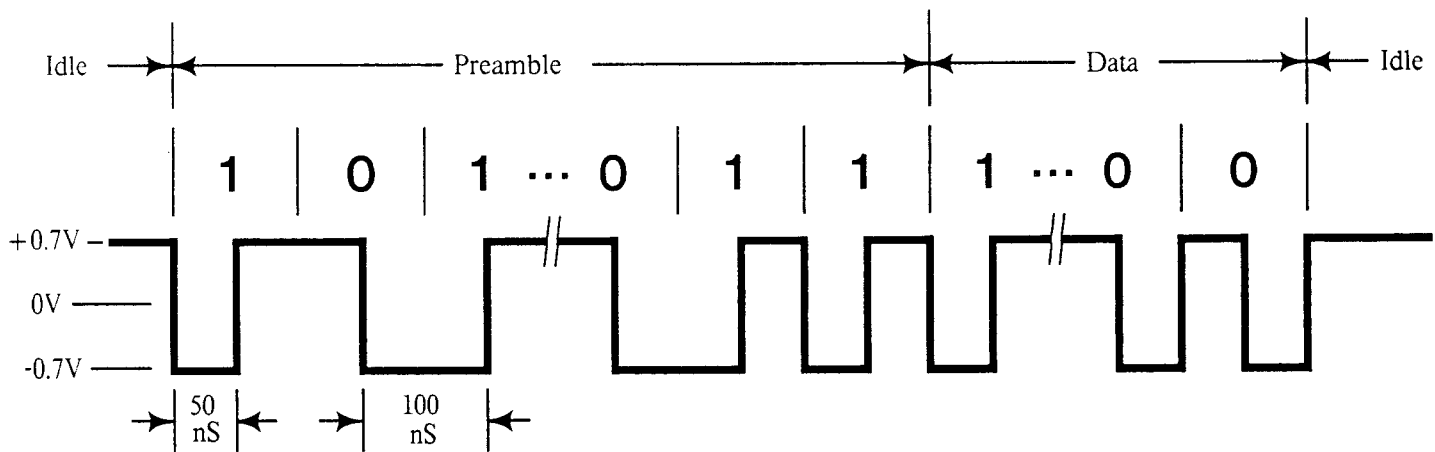 Idle Preamble Data Idle
1 0 1 ... 0 1 1 1 ... 0 0
+0.7V
0V
-0.7V
50 100
nS nS